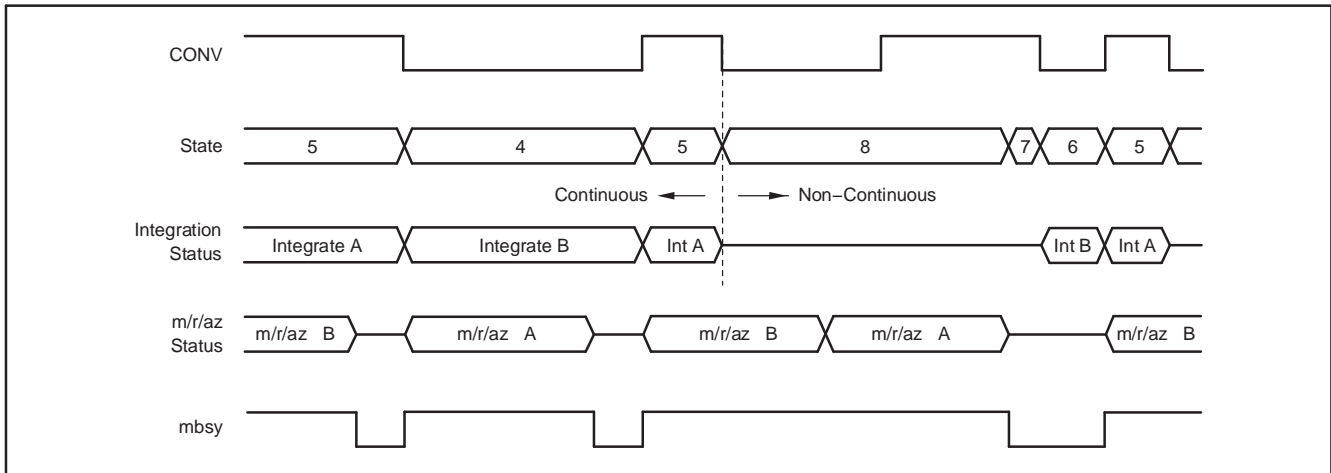 CONV
State
5
4
5
8
7
6
5
Continuous
Non−Continuous
Integration
Status
Integrate A
Integrate B
Int A
Int B
Int A
m/r/az
Status
m/r/az B
m/r/az A
m/r/az B
m/r/az A
m/r/az B
mbsy